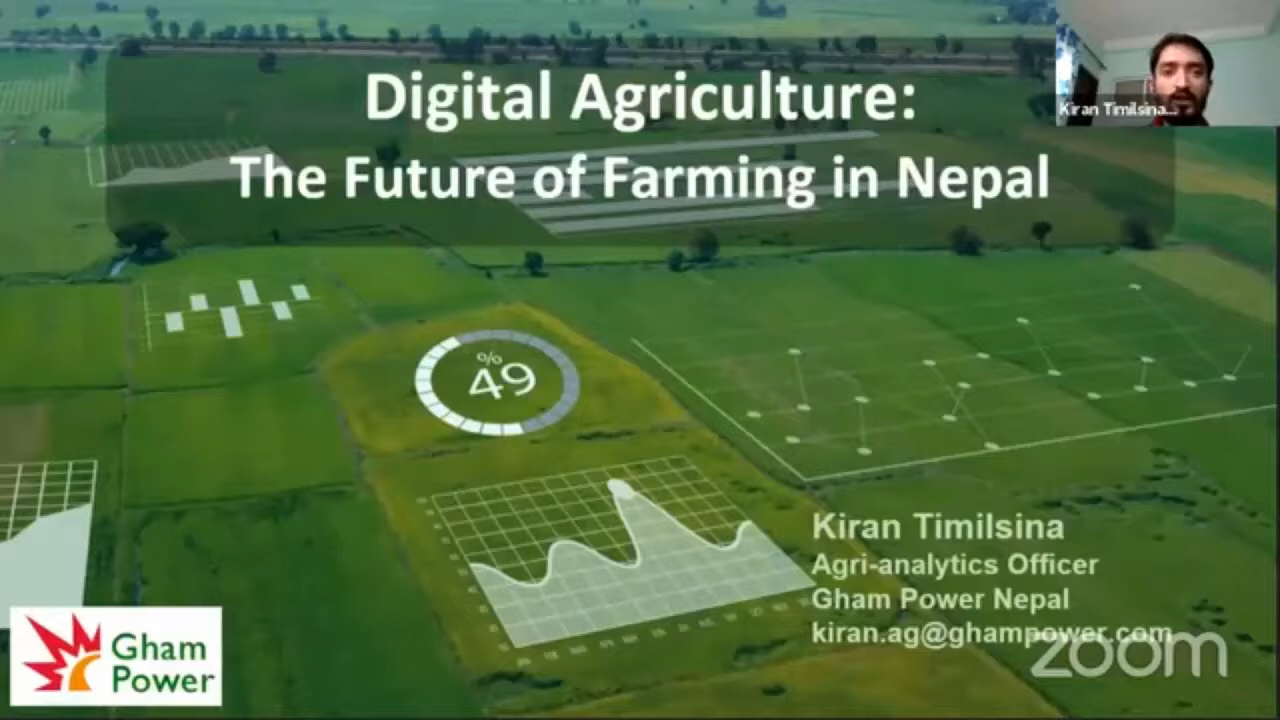 Digital Agriculture:
The Future of Farming in Nepal
Kiran Timilsina...
%
49
Kiran Timilsina
Agri-analytics Officer
Gham Power Nepal
kiran.ag@ghampower.com
zoom
Gham
Power